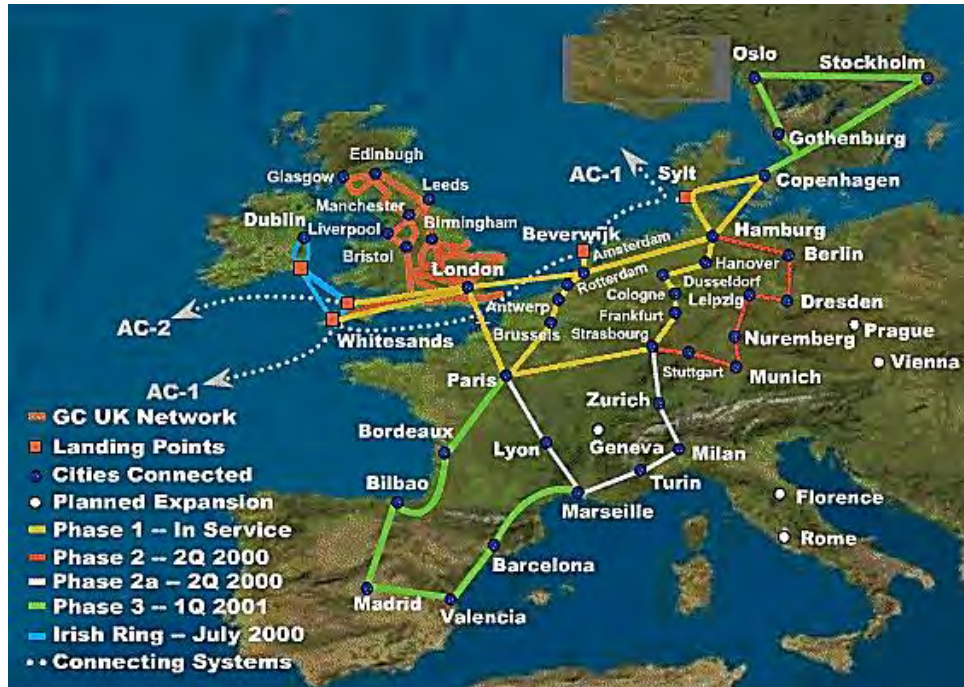 Oslo
Stockholm
Gothenburg
AC-1
Sylt
Copenhagen
Edinbugh
Glasgow
Leeds
Manchester
Dublin
Liverpool
Birmingham
Bristol
Beverwijk
Amsterdam
Hamburg
Berlin
Hanover
London
Rotterdam
Dusseldorf
Antwerp
Cologne
Leipzig
Dresden
Brussels
Frankfurt
AC-2
Whitesands
Strasbourg
Nuremberg
Prague
Vienna
Stuttgart
Munich
AC-1
Paris
Zurich
Bordeaux
Lyon
Geneva
Milan
Turin
Bilbao
Marseille
Florence
Rome
Barcelona
Madrid
Valencia
GC UK Network
Landing Points
Cities Connected
Planned Expansion
Phase 1 -- In Service
Phase 2 -- 2Q 2000
Phase 2a -- 2Q 2000
Phase 3 -- 1Q 2001
Irish Ring -- July 2000
Connecting Systems